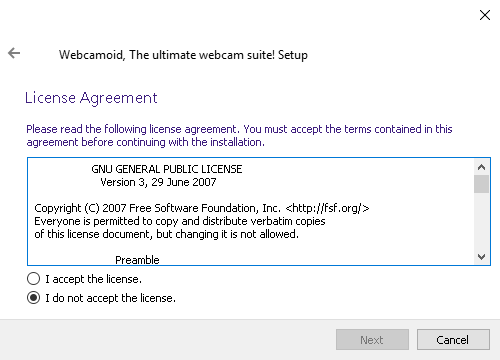 Webcamoid, The ultimate webcam suite! Setup
License Agreement
Please read the following license agreement. You must accept the terms contained in this
agreement before continuing with the installation.
GNU GENERAL PUBLIC LICENSE
Version 3, 29 June 2007
Copyright (C) 2007 Free Software Foundation, Inc. <http://fsf.org/>
Everyone is permitted to copy and distribute verbatim copies
of this license document, but changing it is not allowed.
Preamble
I accept the license.
I do not accept the license.
Next
Cancel